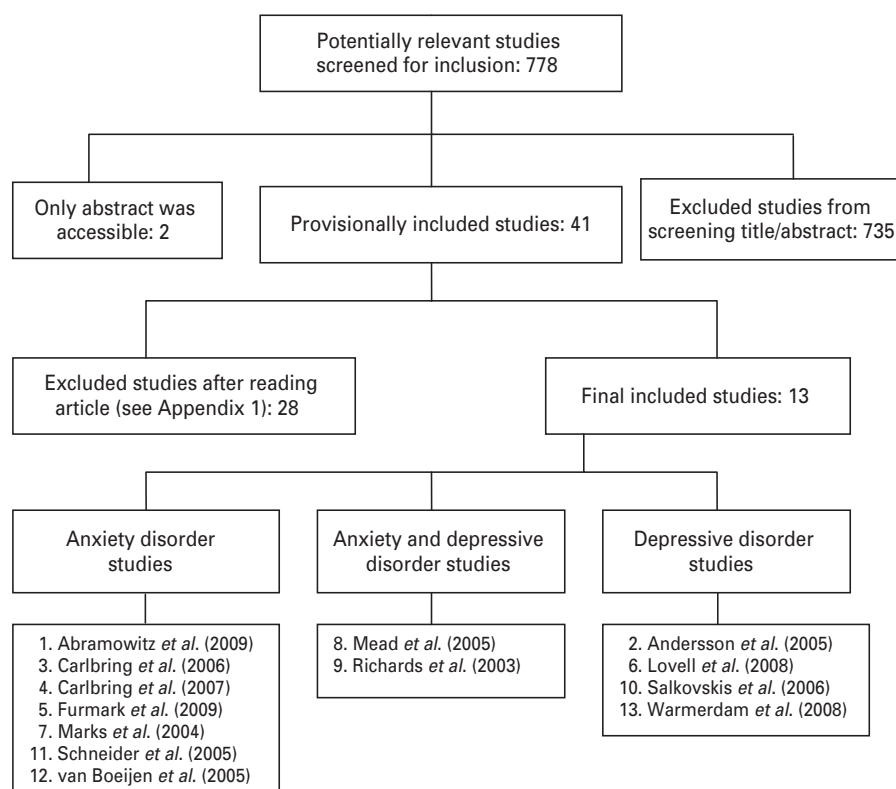 Potentially relevant studies
screened for inclusion: 778
Only abstract was
accessible: 2
Provisionally included studies: 41
Excluded studies from
screening title/abstract: 735
Excluded studies after reading
article (see Appendix 1): 28
Final included studies: 13
Anxiety disorder
studies
Anxiety and depressive
disorder studies
Depressive disorder
studies
1. Abramowitz et al. (2009)
3. Carlbring et al. (2006)
4. Carlbring et al. (2007)
5. Furmark et al. (2009)
7. Marks et al. (2004)
11. Schneider et al. (2005)
12. van Boeijen et al. (2005)
8. Mead et al. (2005)
9. Richards et al. (2003)
2. Andersson et al. (2005)
6. Lovell et al. (2008)
10. Salkovskis et al. (2006)
13. Warmerdam et al. (2008)